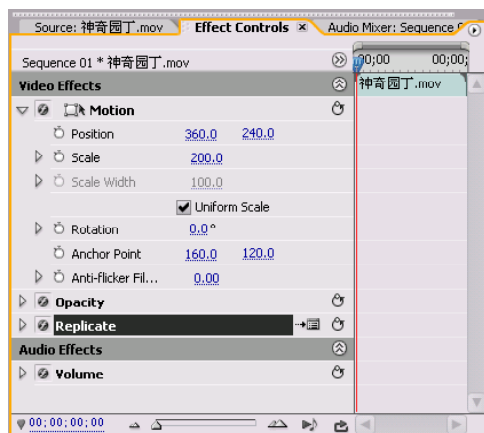 Source: 神奇园丁.mov Effect Controls × Audio Mixer: Sequence
Sequence 01 * 神奇园丁.mov 00;00 00;00;
Video Effects 神奇园丁.mov
Motion
Position 360.0 240.0
Scale 200.0
Scale Width 100.0
Uniform Scale
Rotation 0.0°
Anchor Point 160.0 120.0
Anti-flicker Fil... 0.00
Opacity
Replicate
Audio Effects
Volume
00;00;00;00